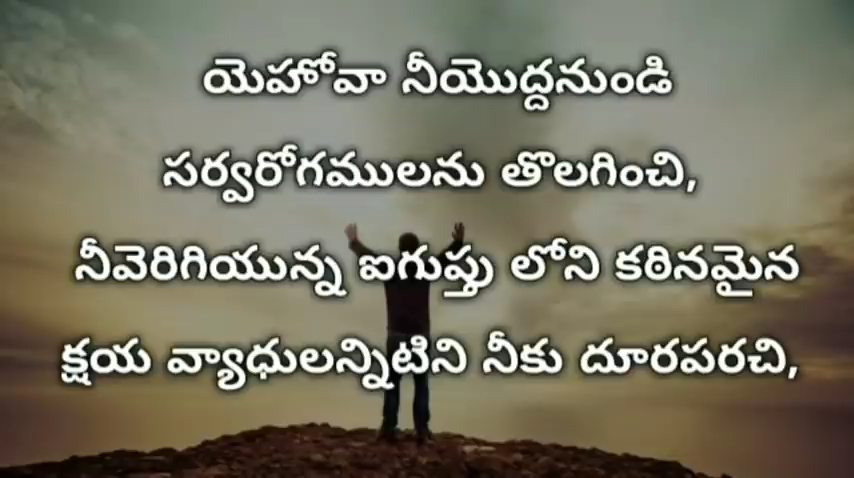 యెహోవా నీయొద్దనుండి
సర్వరోగములను తొలగించి,
నీవెరిగియున్న ఐగుప్తు లోని కఠినమైన
క్షయ వ్యాధులన్నిటిని నీకు దూరపరచి,